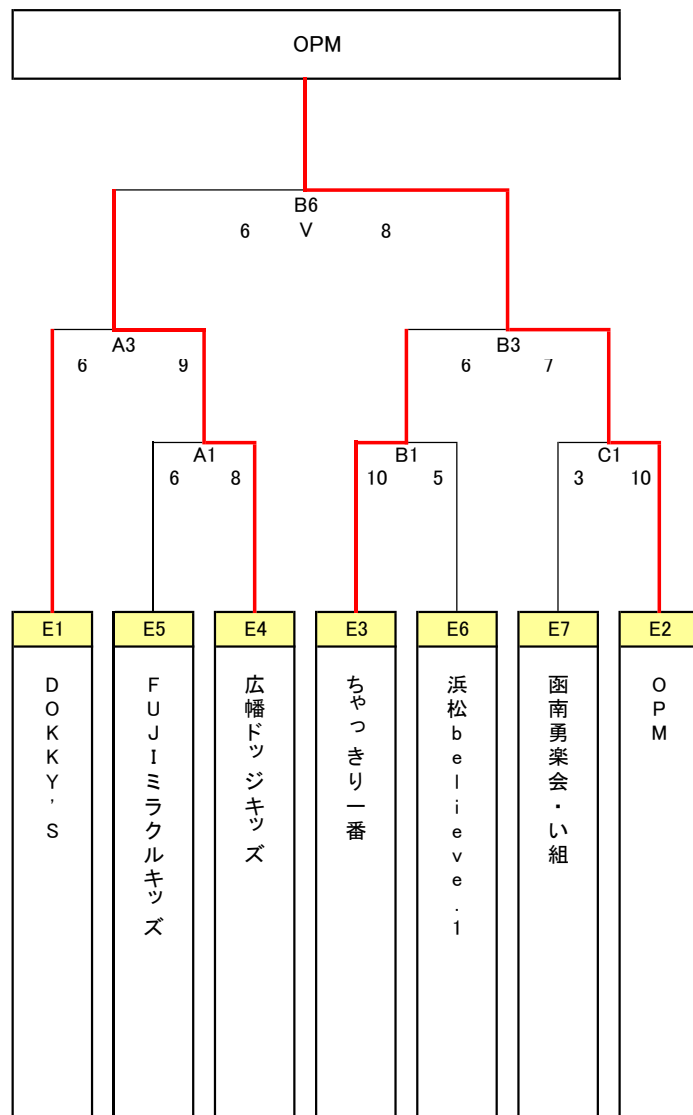 OPM
B6
6 V 8
A3
6 9
B3
6 7
A1
6 8
B1
10 5
C1
3 10
E1
E5
E4
E3
E6
E7
E2
DOKKY'S
FUJIミラクルキッズ
広幡ドッジキッズ
ちゃっきり一番
浜松believe.1
函南勇楽会・い組
OPM